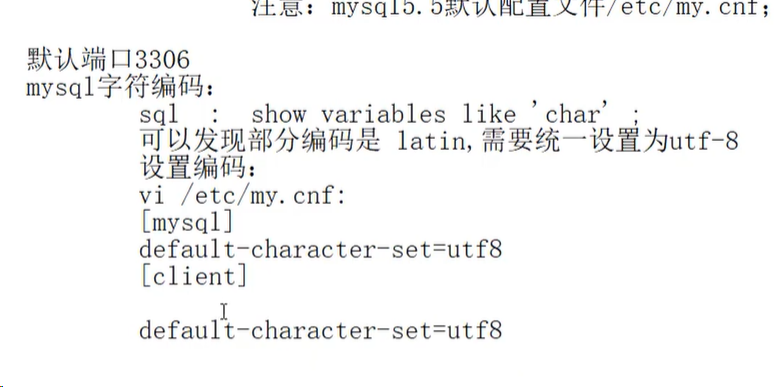 注意：mysql5.5默认配置文件/etc/my.cnf；
默认端口3306
mysql字符编码：
sql : show variables like 'char' ;
可以发现部分编码是 latin,需要统一设置为utf-8
设置编码：
vi /etc/my.cnf:
[mysql]
default-character-set=utf8
[client]
default-character-set=utf8